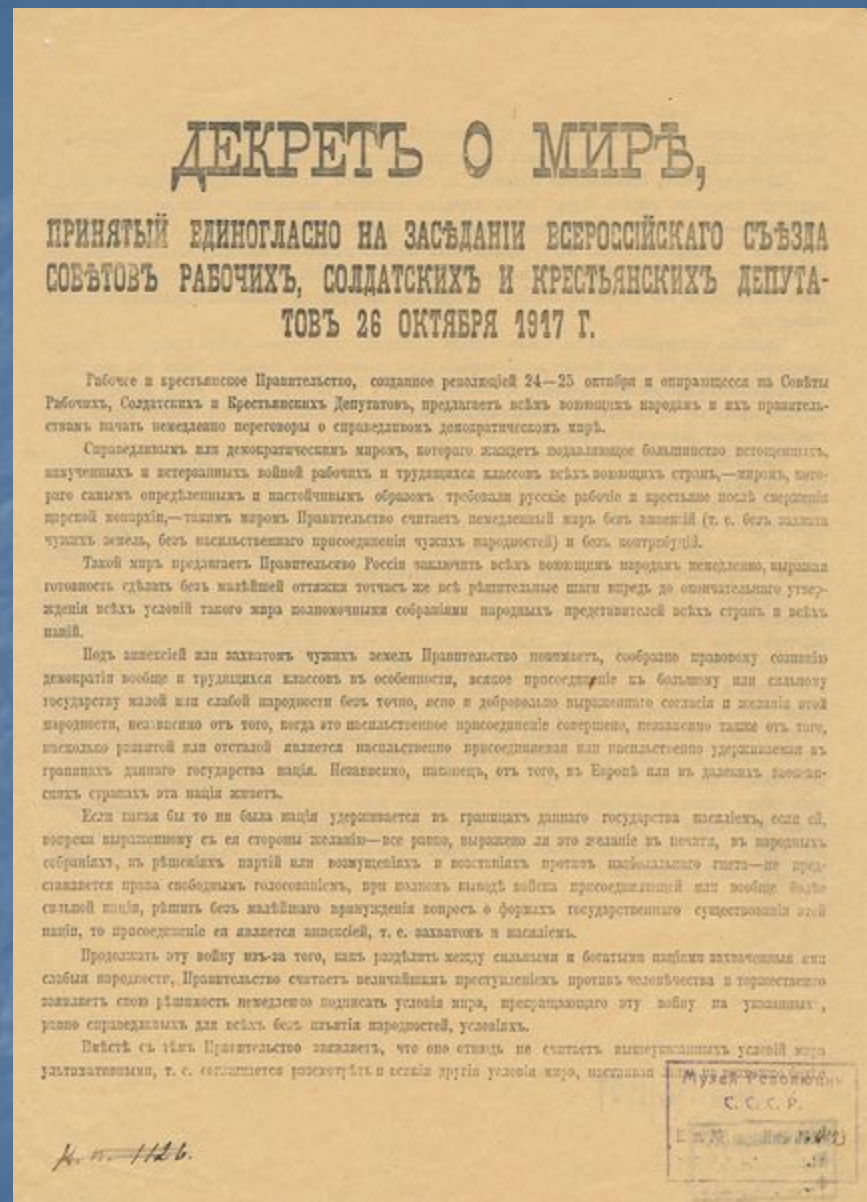 ДЕКРЕТЪ О МИРѢ,
ПРИНЯТЫЙ ЕДИНОГЛАСНО НА ЗАСѢДАНІИ ВСЕРОССІЙСКАГО СЪѢЗДА
СОВѢТОВЪ РАБОЧИХЪ, СОЛДАТСКИХЪ И КРЕСТЬЯНСКИХЪ ДЕПУТА-
ТОВЪ 26 ОКТЯБРЯ 1917 Г.
Рабочее и крестьянское Правительство, созданное революціей 24—25 октября и опирающееся на Совѣты
Рабочихъ, Солдатскихъ и Крестьянскихъ Депутатовъ, предлагаетъ всѣмъ воюющимъ народамъ и ихъ правитель-
ствамъ начать немедленно переговоры о справедливомъ демократическомъ мирѣ.
Справедливымъ или демократическимъ миромъ, котораго жаждетъ подавляющее большинство истощенныхъ,
измученныхъ и истерзанныхъ войной рабочихъ и трудящихся классовъ всѣхъ воюющихъ странъ,—миромъ, кото-
раго самымъ опредѣленнымъ и настойчивымъ образомъ требовали русскіе рабочіе и крестьяне послѣ сверженія
царской монархіи,—такимъ миромъ Правительство считаетъ немедленный миръ безъ аннексій (т. е. безъ захвата
чужихъ земель, безъ насильственнаго присоединенія чужихъ народностей) и безъ контрибуцій.
Такой миръ предлагаетъ Правительство Россіи заключить всѣмъ воюющимъ народамъ немедленно, выражая
готовность сдѣлать безъ малѣйшей оттяжки тотчасъ же всѣ рѣшительные шаги впредь до окончательнаго утвер-
жденія всѣхъ условій такого мира полномочными собраніями народныхъ представителей всѣхъ странъ и всѣхъ
націй.
Подъ аннексіей или захватомъ чужихъ земель Правительство понимаетъ, сообразно правовому сознанію
демократіи вообще и трудящихся классовъ въ особенности, всякое присоединеніе къ большому или сильному
государству малой или слабой народности безъ точно, ясно и добровольно выраженнаго согласія и желанія этой
народности, независимо отъ того, когда это насильственное присоединеніе совершено, независимо также отъ того,
насколько развитой или отсталой является насильственно присоединяемая или насильственно удерживаемая въ
границахъ даннаго государства нація. Независимо, наконецъ, отъ того, въ Европѣ или въ далекихъ заокеан-
скихъ странахъ эта нація живетъ.
Если какая бы то ни была нація удерживается въ границахъ даннаго государства насиліемъ, если ей,
вопреки выраженному съ ея стороны желанію—все равно, выражено ли это желаніе въ печати, въ народныхъ
собраніяхъ, въ рѣшеніяхъ партій или возмущеніяхъ и возстаніяхъ противъ національнаго гнета—не пред-
ставляется права свободнымъ голосованіемъ, при полномъ выводѣ войска присоединяющей или вообще болѣе
сильной націи, рѣшить безъ малѣйшаго принужденія вопросъ о формахъ государственнаго существованія этой
націи, то присоединеніе ея является аннексіей, т. е. захватомъ и насиліемъ.
Продолжать эту войну изъ-за того, какъ раздѣлить между сильными и богатыми націями захваченныя ими
слабыя народности, Правительство считаетъ величайшимъ преступленіемъ противъ человѣчества и торжественно
заявляетъ свою рѣшимость немедленно подписать условія мира, прекращающаго эту войну на указанныхъ,
равно справедливыхъ для всѣхъ безъ изъятія народностей, условіяхъ.
Вмѣстѣ съ тѣмъ Правительство заявляетъ, что оно отнюдь не считаетъ вышеуказанныхъ условій мира
ультимативными, т. е. соглашается разсмотрѣть и всякія другія условія мира, настаивая лишь на
Музей Революции
С. С. С. Р.
1126.